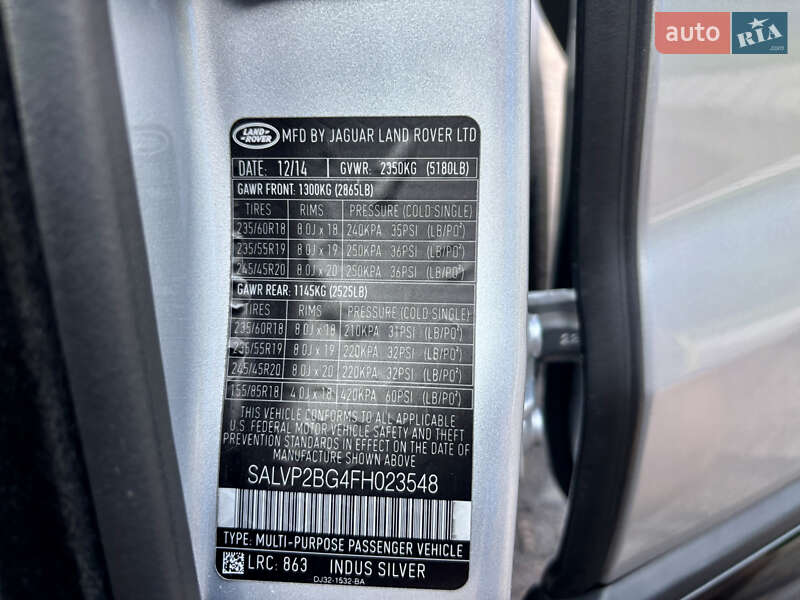 auto RIA
.com
LAND ROVER MFD BY JAGUAR LAND ROVER LTD
DATE: 12/14 GVWR: 2350KG (5180LB)
GAWR FRONT: 1300KG (2865LB)
TIRES RIMS PRESSURE (COLD-SINGLE)
235/60R18 8.0J x 18 240KPA 35PSI (LB/PO²)
235/55R19 8.0J x 19 250KPA 36PSI (LB/PO²)
245/45R20 8.0J x 20 250KPA 36PSI (LB/PO²)
GAWR REAR: 1145KG (2525LB)
TIRES RIMS PRESSURE (COLD-SINGLE)
235/60R18 8.0J x 18 210KPA 31PSI (LB/PO²)
235/55R19 8.0J x 19 220KPA 32PSI (LB/PO²)
245/45R20 8.0J x 20 220KPA 32PSI (LB/PO²)
155/85R18 4.0J x 18 420KPA 60PSI (LB/PO²)
THIS VEHICLE CONFORMS TO ALL APPLICABLE
U.S FEDERAL MOTOR VEHICLE SAFETY AND THEFT
PREVENTION STANDARDS IN EFFECT ON THE DATE OF
MANUFACTURE SHOWN ABOVE
SALVP2BG4FH023548
TYPE: MULTI-PURPOSE PASSENGER VEHICLE
LRC: 863 INDUS SILVER
DJ32-1532-BA